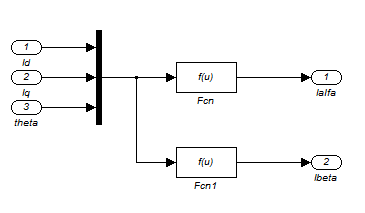 1
Id
2
Iq
3
theta
f(u)
Fcn
1
Ialfa
f(u)
Fcn1
2
Ibeta